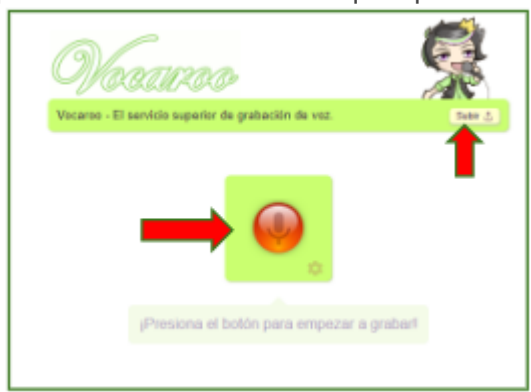 Vocaroo
Vocaroo - El servicio superior de grabación de voz.
Subir
¡Presiona el botón para empezar a grabar!